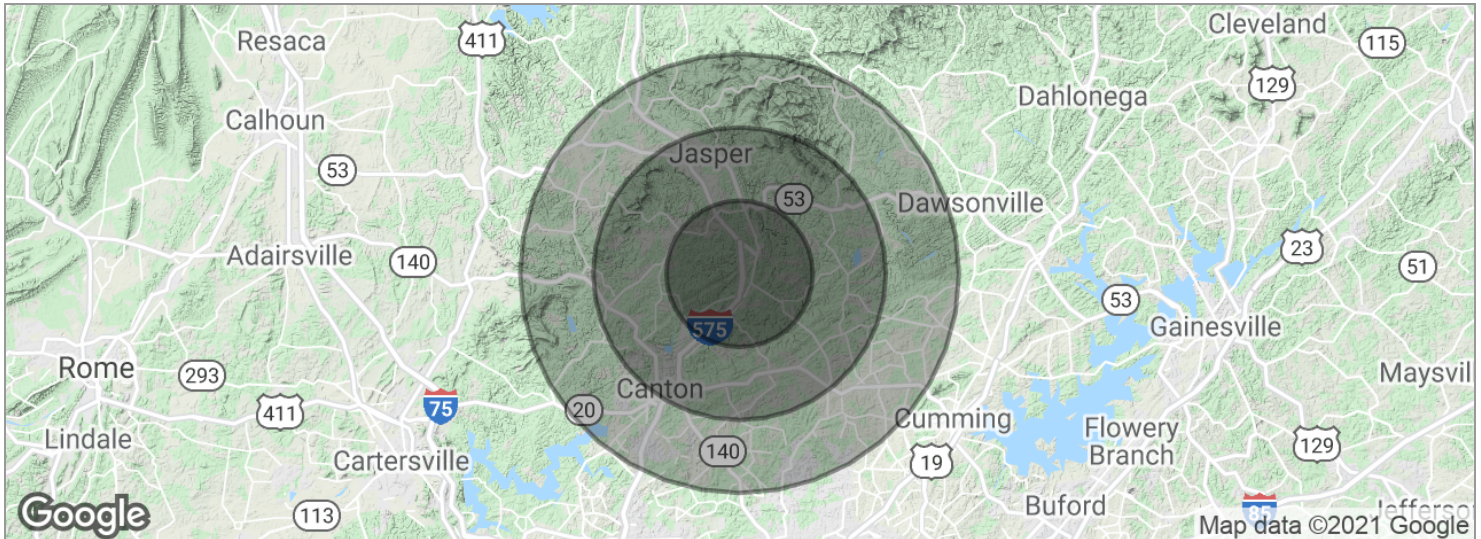 Cleveland
Resaca
411
115
129
Dahlonega
Calhoun
Jasper
53
53
Dawsonville
23
Adairsville
140
51
53
575
Gainesville
Rome
293
Maysvil
Canton
75
20
411
Cumming
Flowery
Branch
Lindale
140
129
Cartersville
19
Buford
85
Jefferso
113
Google
Map data ©2021 Google